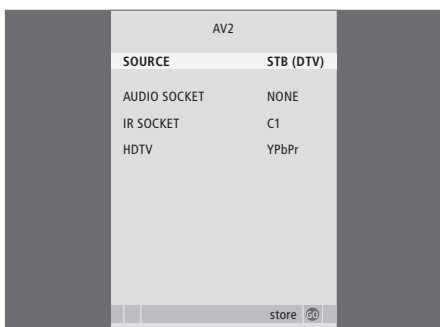 AV2
SOURCE STB (DTV)
AUDIO SOCKET NONE
IR SOCKET C1
HDTV YPbPr
store GO